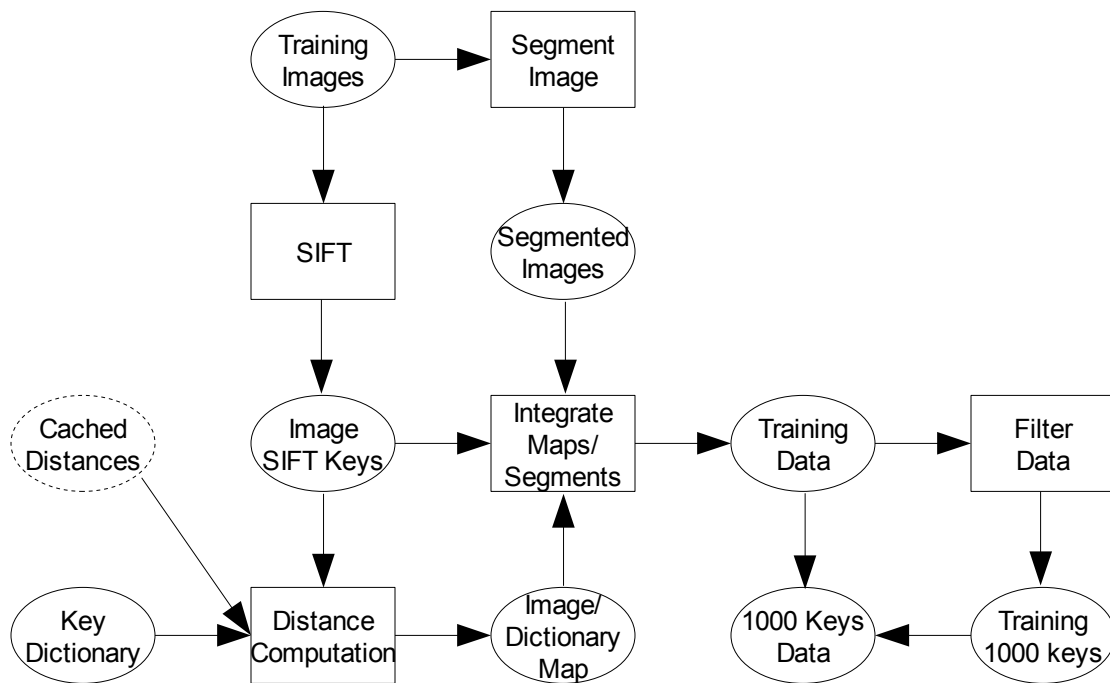 Training
Images
Segment
Image
SIFT
Segmented
Images
Cached
Distances
Image
SIFT Keys
Integrate
Maps/
Segments
Training
Data
Filter
Data
Key
Dictionary
Distance
Computation
Image/
Dictionary
Map
1000 Keys
Data
Training
1000 keys